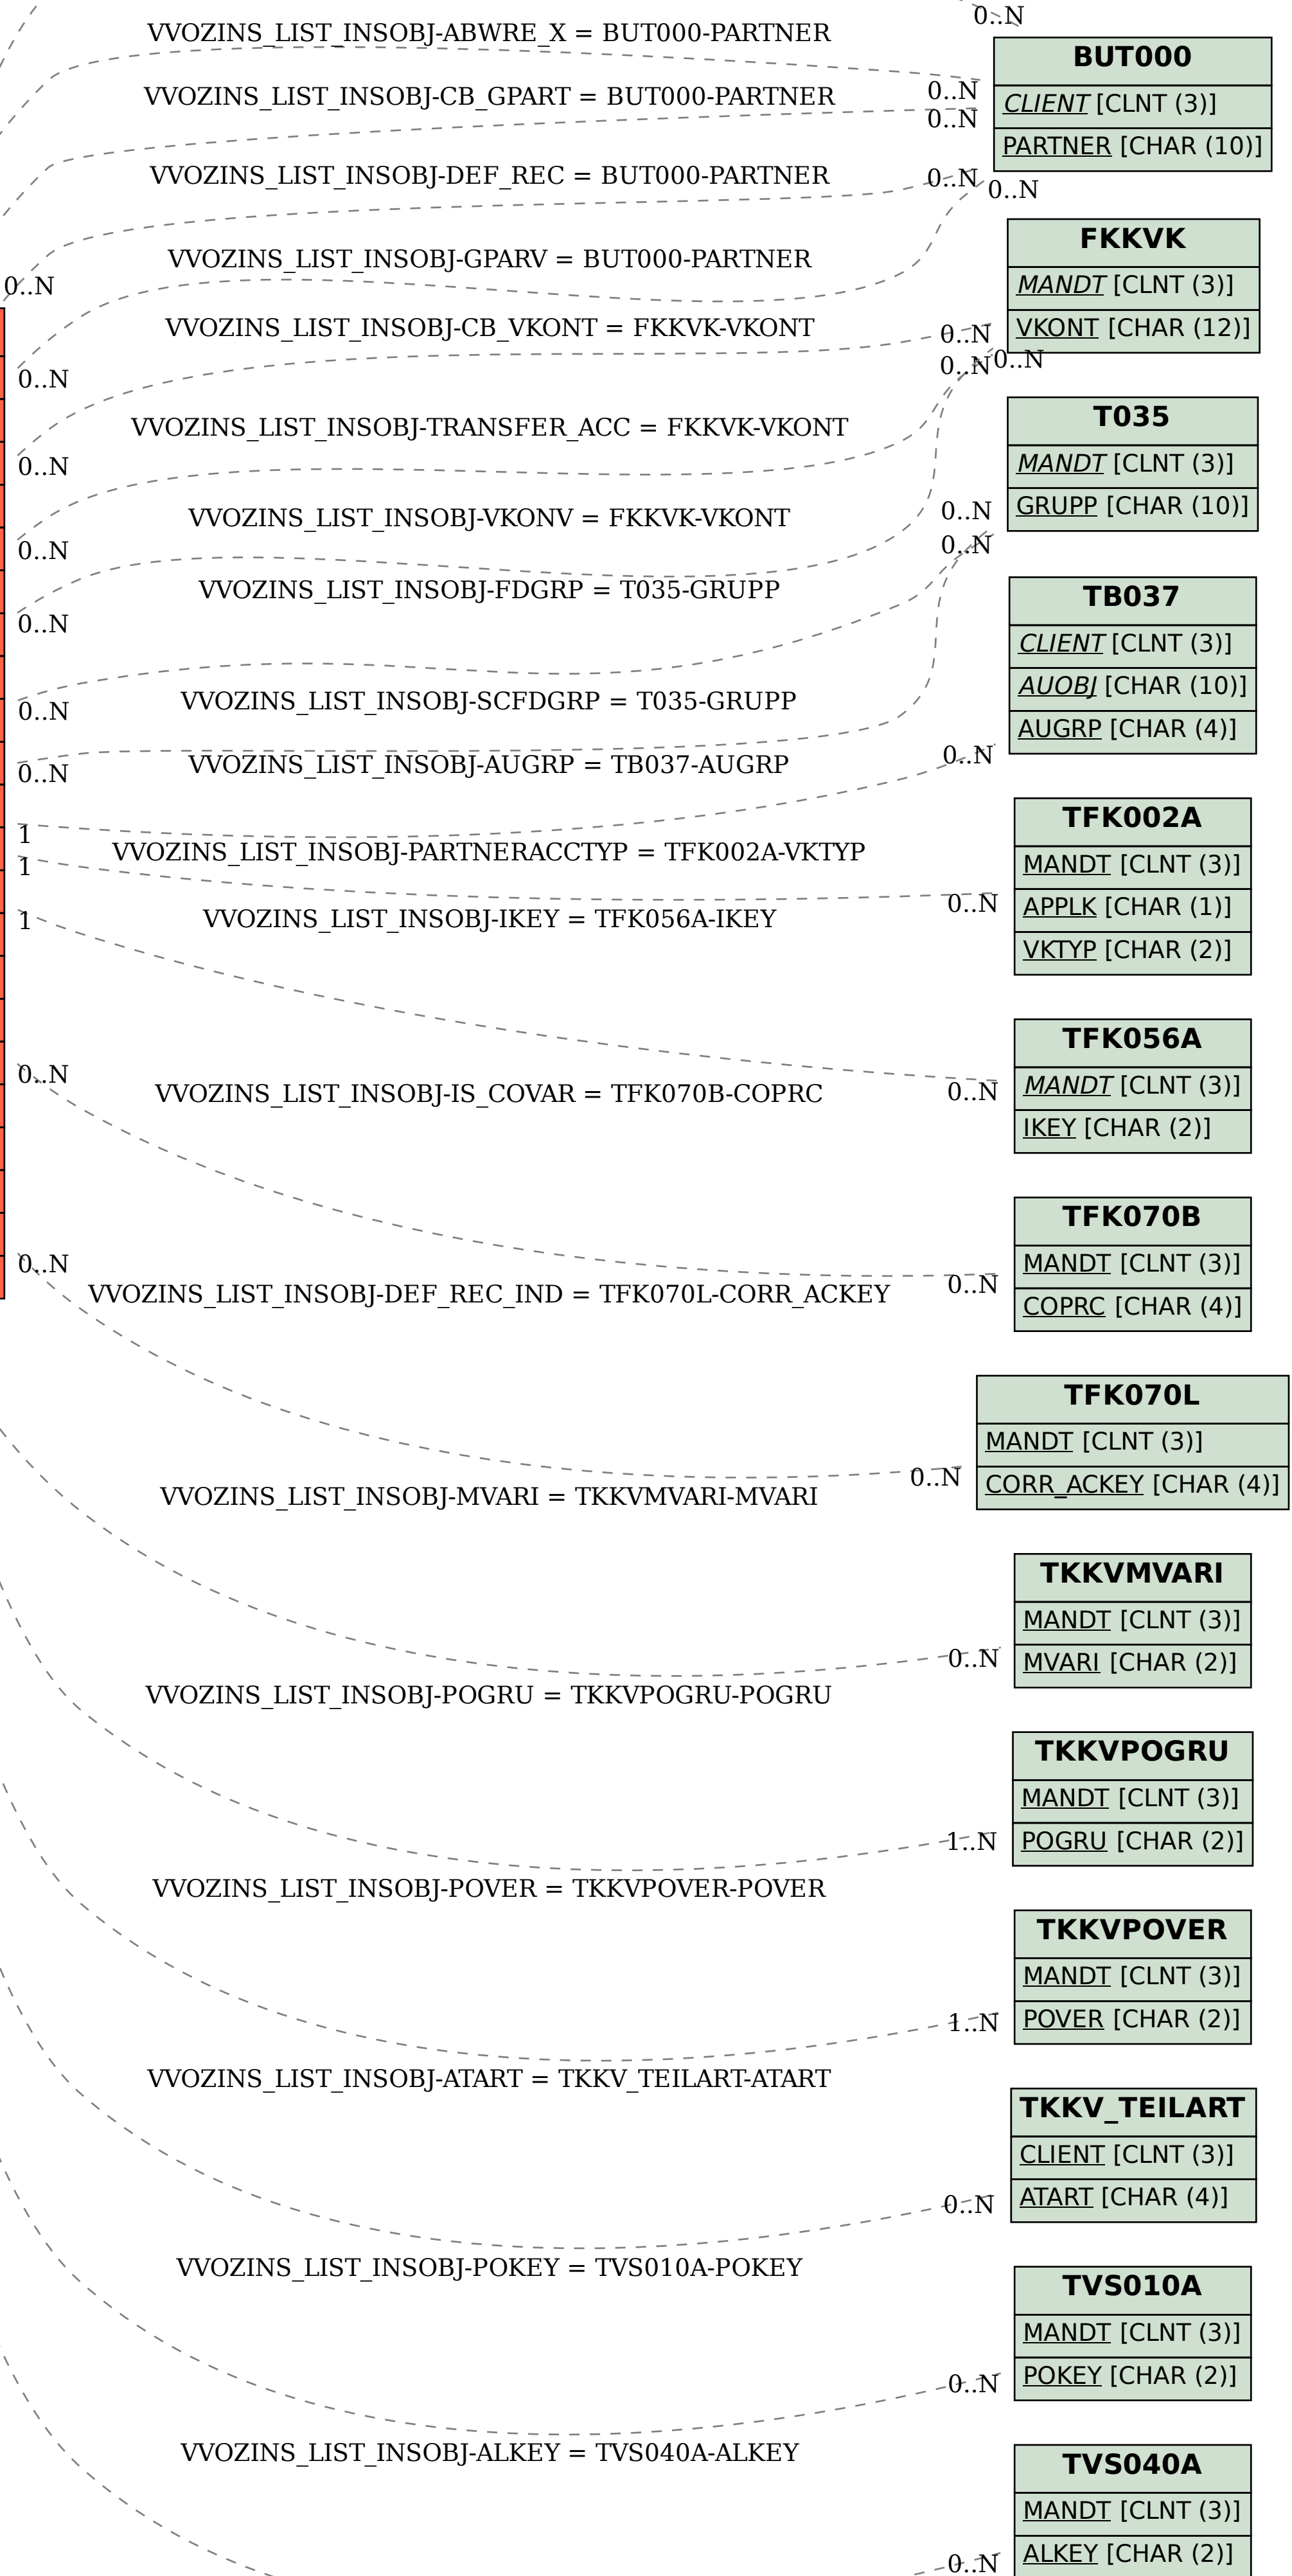 0..N
VVOZINS_LIST_INSOBJ-ABWRE_X = BUT000-PARTNER
BUT000
0..N
VVOZINS_LIST_INSOBJ-CB_GPART = BUT000-PARTNER
CLIENT [CLNT (3)]
0..N
PARTNER [CHAR (10)]
VVOZINS_LIST_INSOBJ-DEF_REC = BUT000-PARTNER
0..N
0..N
FKKVK
VVOZINS_LIST_INSOBJ-GPARV = BUT000-PARTNER
0..N
MANDT [CLNT (3)]
VVOZINS_LIST_INSOBJ-CB_VKONT = FKKVK-VKONT
0..N
VKONT [CHAR (12)]
0..N
0..N
0..N
T035
VVOZINS_LIST_INSOBJ-TRANSFER_ACC = FKKVK-VKONT
0..N
MANDT [CLNT (3)]
0..N
GRUPP [CHAR (10)]
VVOZINS_LIST_INSOBJ-VKONV = FKKVK-VKONT
0..N
0..N
VVOZINS_LIST_INSOBJ-FDGRP = T035-GRUPP
TB037
0..N
CLIENT [CLNT (3)]
AUOBJ [CHAR (10)]
VVOZINS_LIST_INSOBJ-SCFDGRP = T035-GRUPP
0..N
AUGRP [CHAR (4)]
0..N
VVOZINS_LIST_INSOBJ-AUGRP = TB037-AUGRP
0..N
TFK002A
1
VVOZINS_LIST_INSOBJ-PARTNERACCTYP = TFK002A-VKTYP
1
MANDT [CLNT (3)]
0..N
APPLK [CHAR (1)]
VVOZINS_LIST_INSOBJ-IKEY = TFK056A-IKEY
1
VKTYP [CHAR (2)]
TFK056A
0..N
MANDT [CLNT (3)]
VVOZINS_LIST_INSOBJ-IS_COVAR = TFK070B-COPRC
0..N
IKEY [CHAR (2)]
TFK070B
0..N
MANDT [CLNT (3)]
VVOZINS_LIST_INSOBJ-DEF_REC_IND = TFK070L-CORR_ACKEY
0..N
COPRC [CHAR (4)]
TFK070L
MANDT [CLNT (3)]
0..N
CORR_ACKEY [CHAR (4)]
VVOZINS_LIST_INSOBJ-MVARI = TKKVMVARI-MVARI
TKKVMVARI
MANDT [CLNT (3)]
0..N
MVARI [CHAR (2)]
VVOZINS_LIST_INSOBJ-POGRU = TKKVPOGRU-POGRU
TKKVPOGRU
MANDT [CLNT (3)]
1..N
POGRU [CHAR (2)]
VVOZINS_LIST_INSOBJ-POVER = TKKVPOVER-POVER
TKKVPOVER
MANDT [CLNT (3)]
1..N
POVER [CHAR (2)]
VVOZINS_LIST_INSOBJ-ATART = TKKV_TEILART-ATART
TKKV_TEILART
CLIENT [CLNT (3)]
0..N
ATART [CHAR (4)]
VVOZINS_LIST_INSOBJ-POKEY = TVS010A-POKEY
TVS010A
MANDT [CLNT (3)]
0..N
POKEY [CHAR (2)]
VVOZINS_LIST_INSOBJ-ALKEY = TVS040A-ALKEY
TVS040A
MANDT [CLNT (3)]
0..N
ALKEY [CHAR (2)]